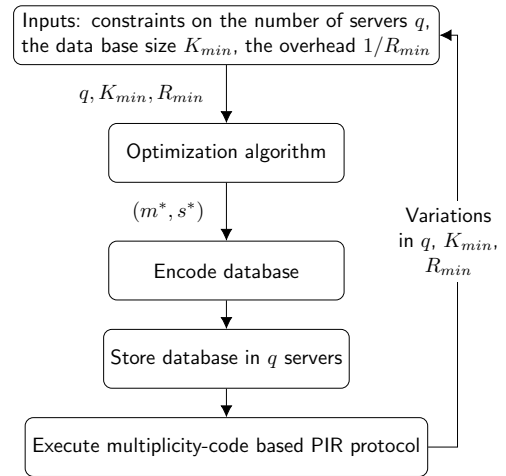 Inputs: constraints on the number of servers q,
the data base size K_min, the overhead 1/R_min
q, K_min, R_min
Optimization algorithm
(m*, s*)
Encode database
Store database in q servers
Execute multiplicity-code based PIR protocol
Variations
in q, K_min,
R_min